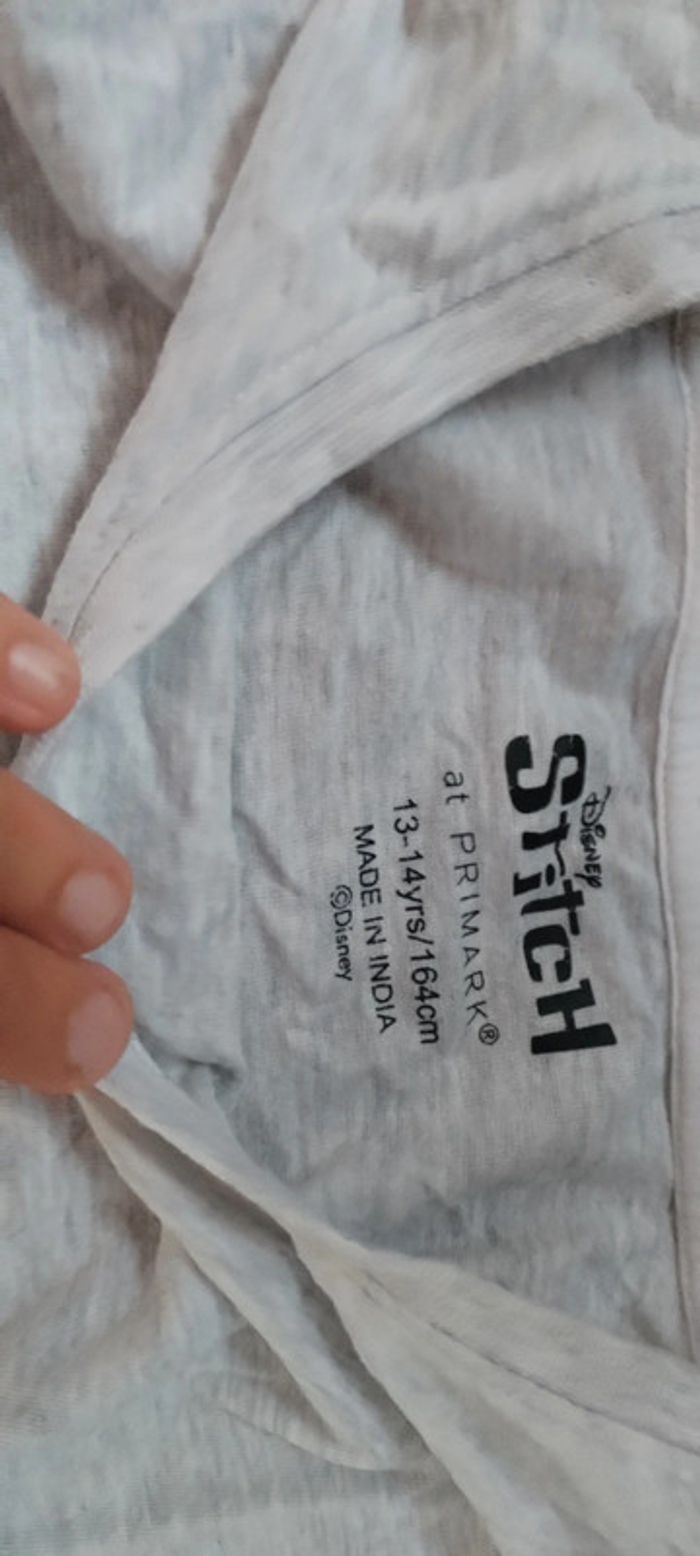 Disney
Stitch
at PRIMARK®
13-14yrs/164cm
MADE IN INDIA
©Disney